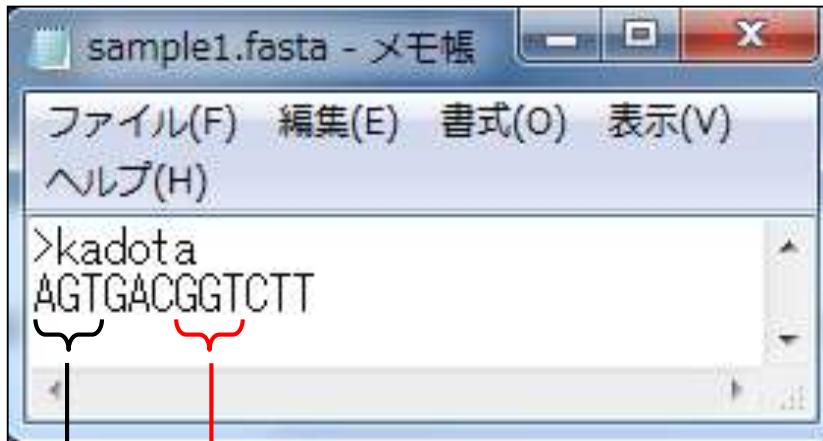 sample1.fasta - メモ帳
ファイル(F) 編集(E) 書式(O) 表示(V)
ヘルプ(H)
>kadota
AGTGACGGTCTT